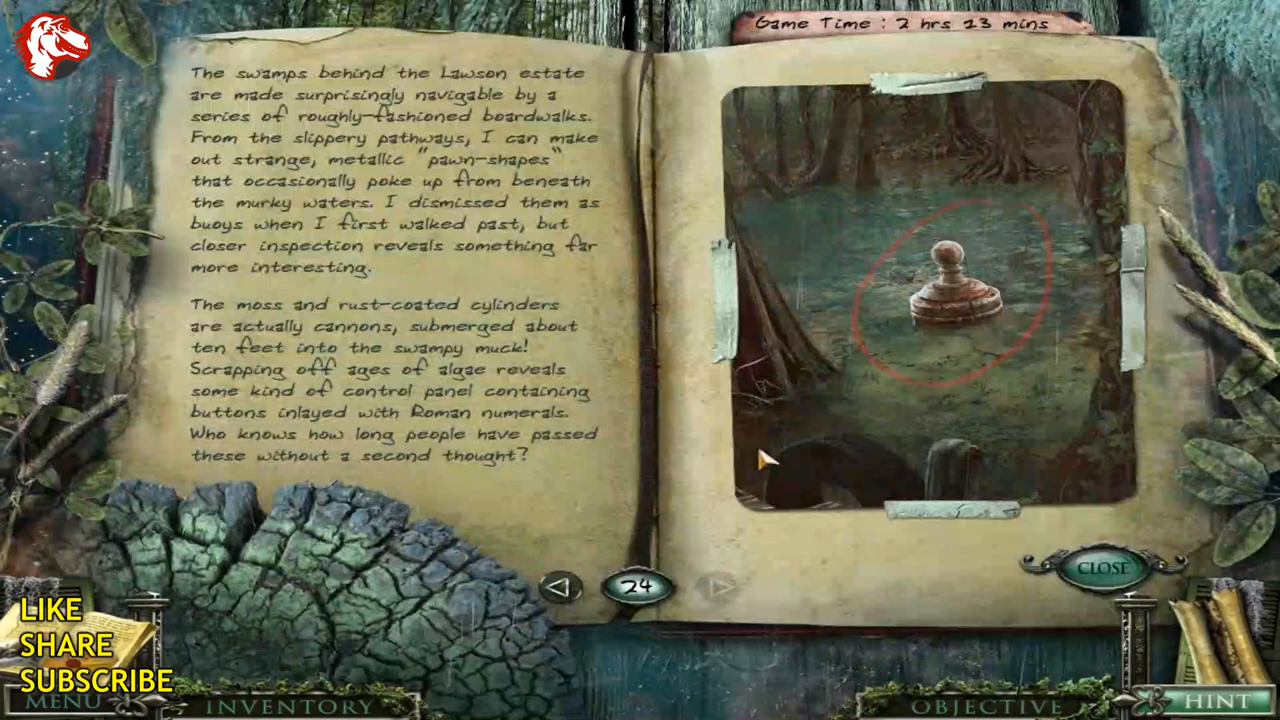 Game Time : 2 hrs 13 mins
The swamps behind the Lawson estate
are made surprisingly navigable by a
series of roughly-fashioned boardwalks.
From the slippery pathways, I can make
out strange, metallic "pawn-shapes"
that occasionally poke up from beneath
the murky waters. I dismissed them as
buoys when I first walked past, but
closer inspection reveals something far
more interesting.
The moss and rust-coated cylinders
are actually cannons, submerged about
ten feet into the swampy muck!
Scrapping off ages of algae reveals
some kind of control panel containing
buttons inlayed with Roman numerals.
Who knows how long people have passed
these without a second thought?
24
CLOSE
LIKE
SHARE
SUBSCRIBE
MENU
INVENTORY
OBJECTIVE
HINT